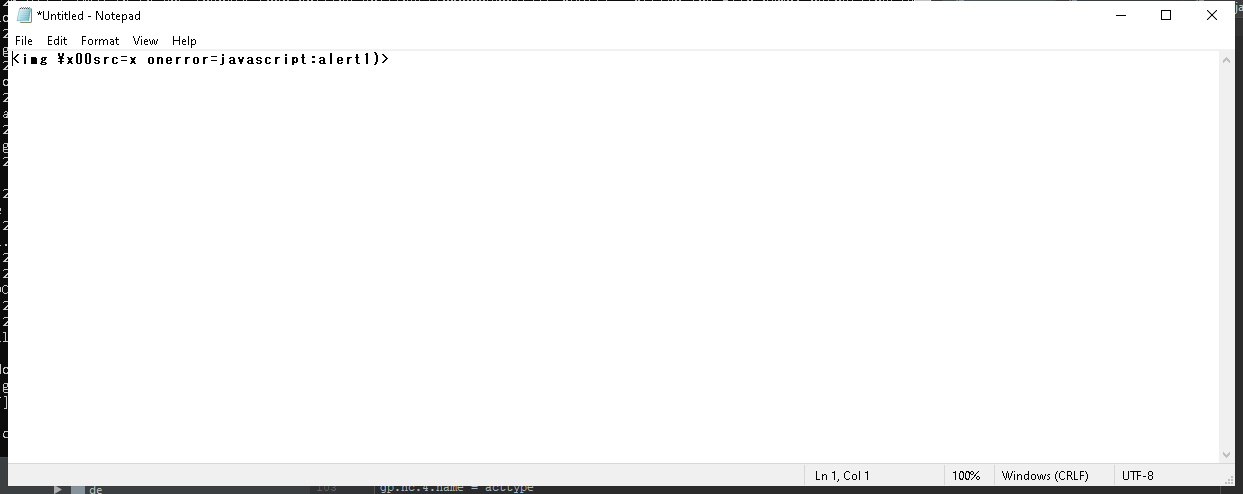 *Untitled - Notepad
File Edit Format View Help
<img ¥x00src=x onerror=javascript:alert1)>
Ln 1, Col 1 100% Windows (CRLF) UTF-8
de
103 gp.nc.4.name = acttype